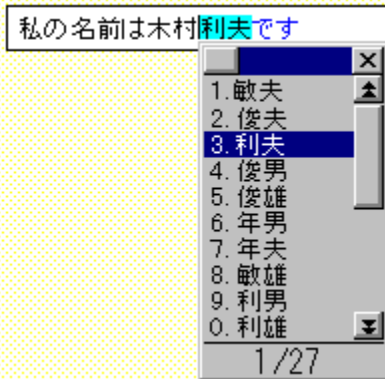 私の名前は木村利夫です
1.敏夫
2.俊夫
3.利夫
4.俊男
5.俊雄
6.年男
7.年夫
8.敏雄
9.利男
0.利雄
1/27